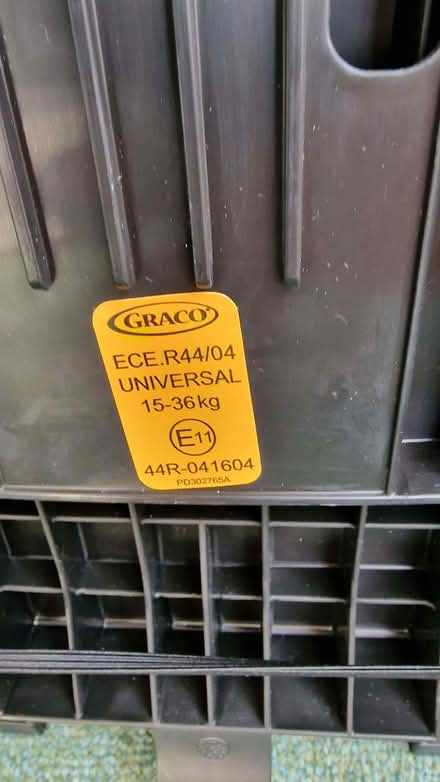 GRACO
ECE.R44/04
UNIVERSAL
15-36kg
E11
44R-041604
PD302765A